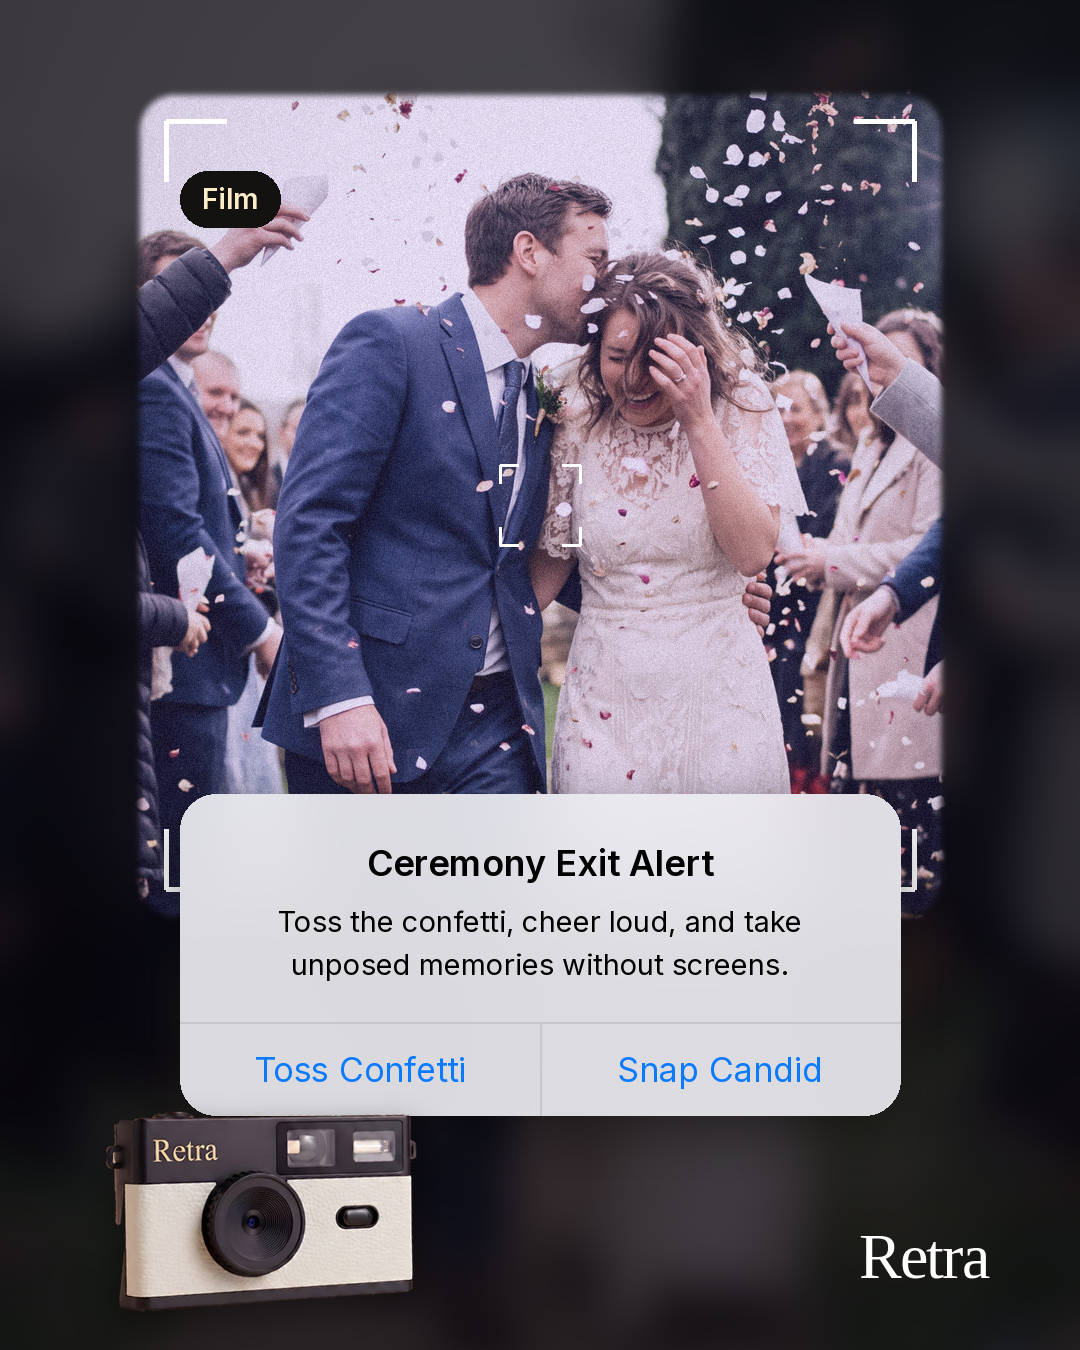 Film
Ceremony Exit Alert
Toss the confetti, cheer loud, and take
unposed memories without screens.
Toss Confetti
Snap Candid
Retra
Retra